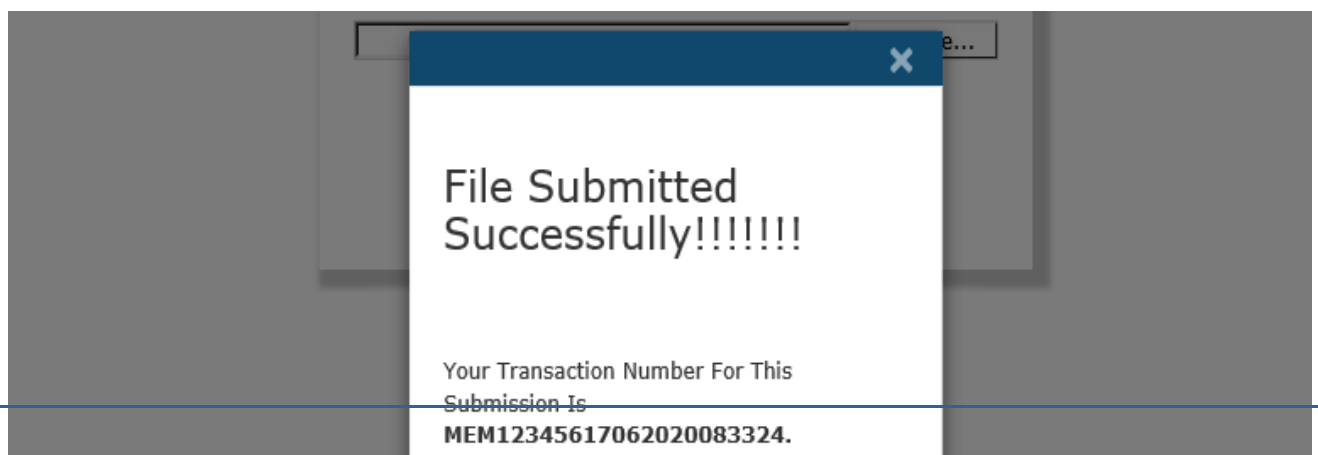 e...
File Submitted
Successfully!!!!!!!
Your Transaction Number For This
Submission Is
MEM12345617062020083324.